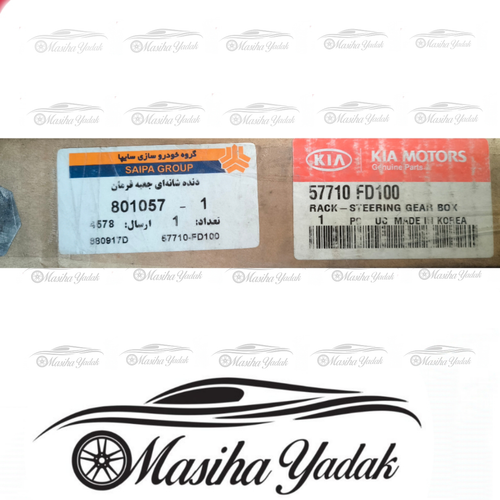 گروه خودرو سازی سایپا
SAIPA GROUP
دنده شانه‌ای جعبه فرمان
801057 - 1
تعداد: 1 ارسال: 4578
880917D 57710-FD100
KIA KIA MOTORS
Genuine Parts
57710 FD100
RACK-STEERING GEAR BOX
1 PC UC MADE IN KOREA
Masiha Yadak